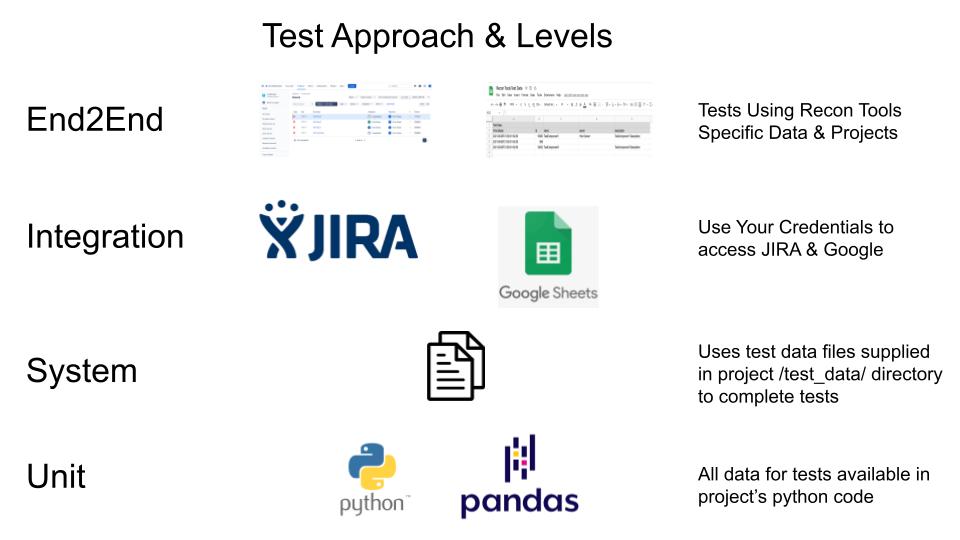 Test Approach & Levels
End2End
Recon Tools Test Data
Tests Using Recon Tools
Specific Data & Projects
Integration
JIRA
Google Sheets
Use Your Credentials to
access JIRA & Google
System
Uses test data files supplied
in project /test_data/ directory
to complete tests
Unit
python™
pandas
All data for tests available in
project's python code